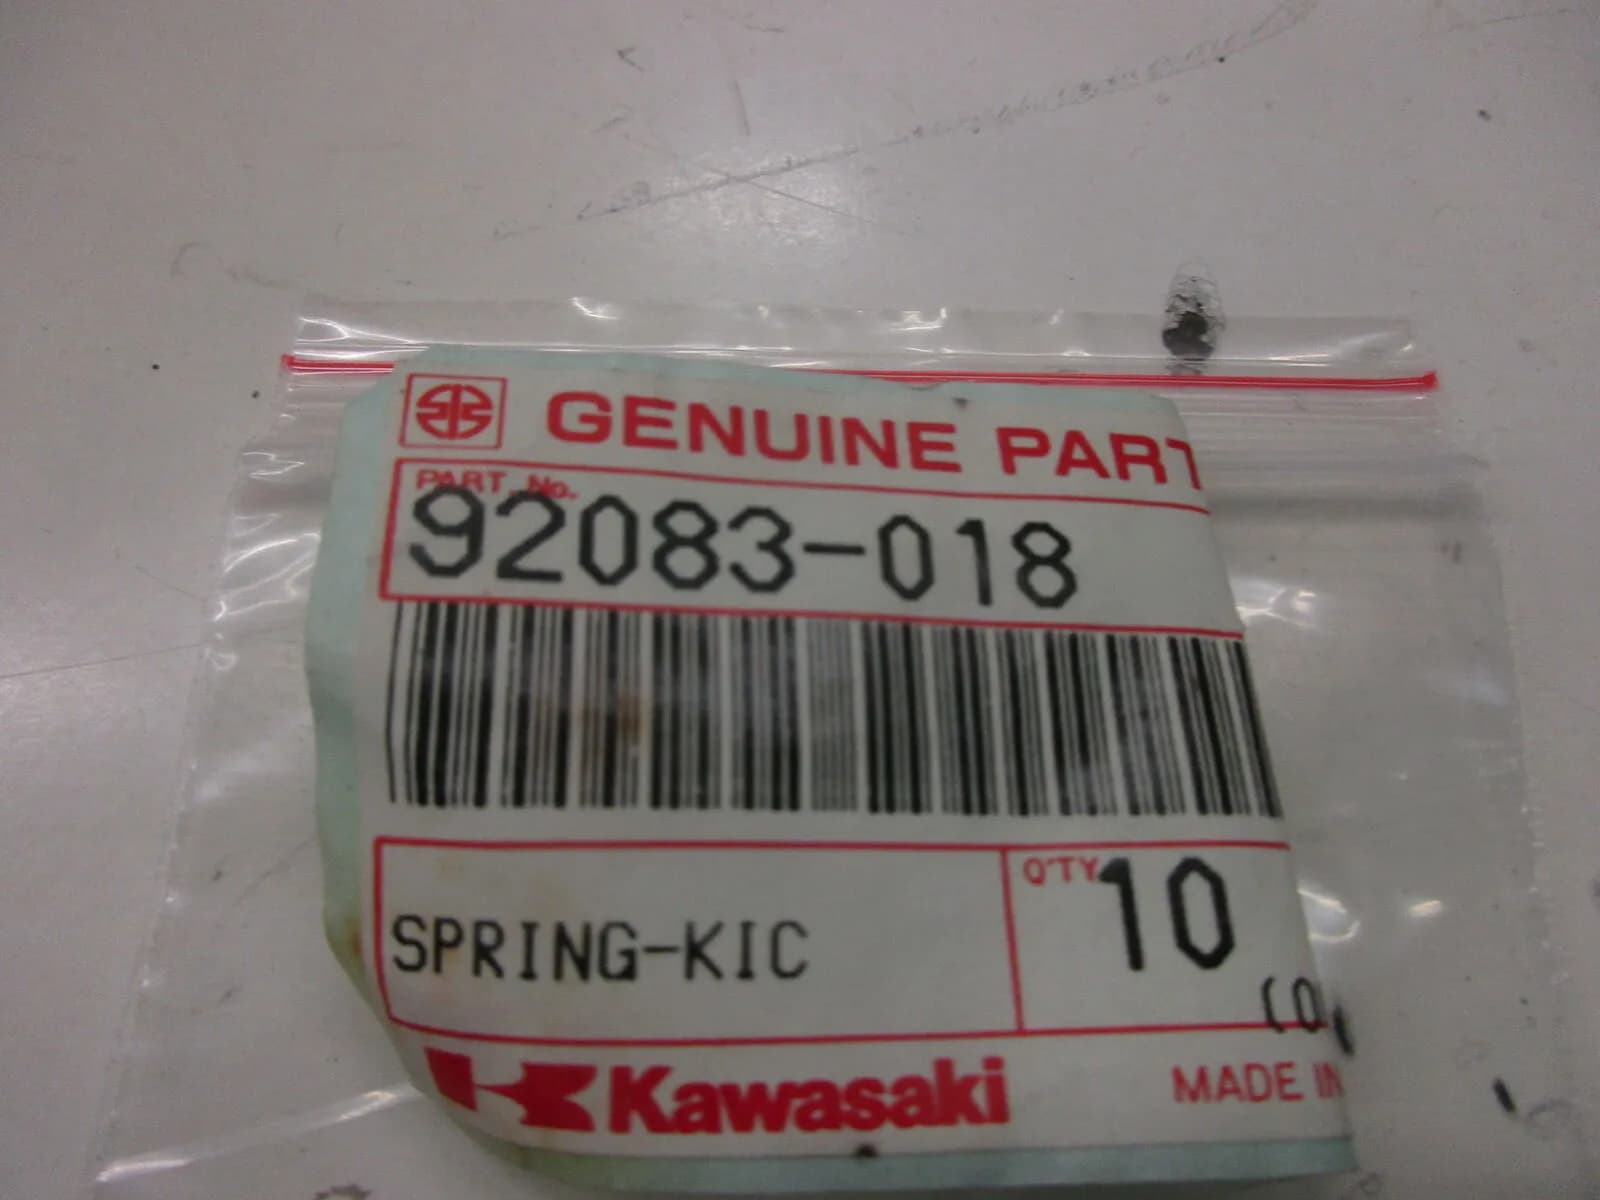 GENUINE PART
PART No.
92083-018
SPRING-KIC
Q'TY 10
Kawasaki
MADE IN